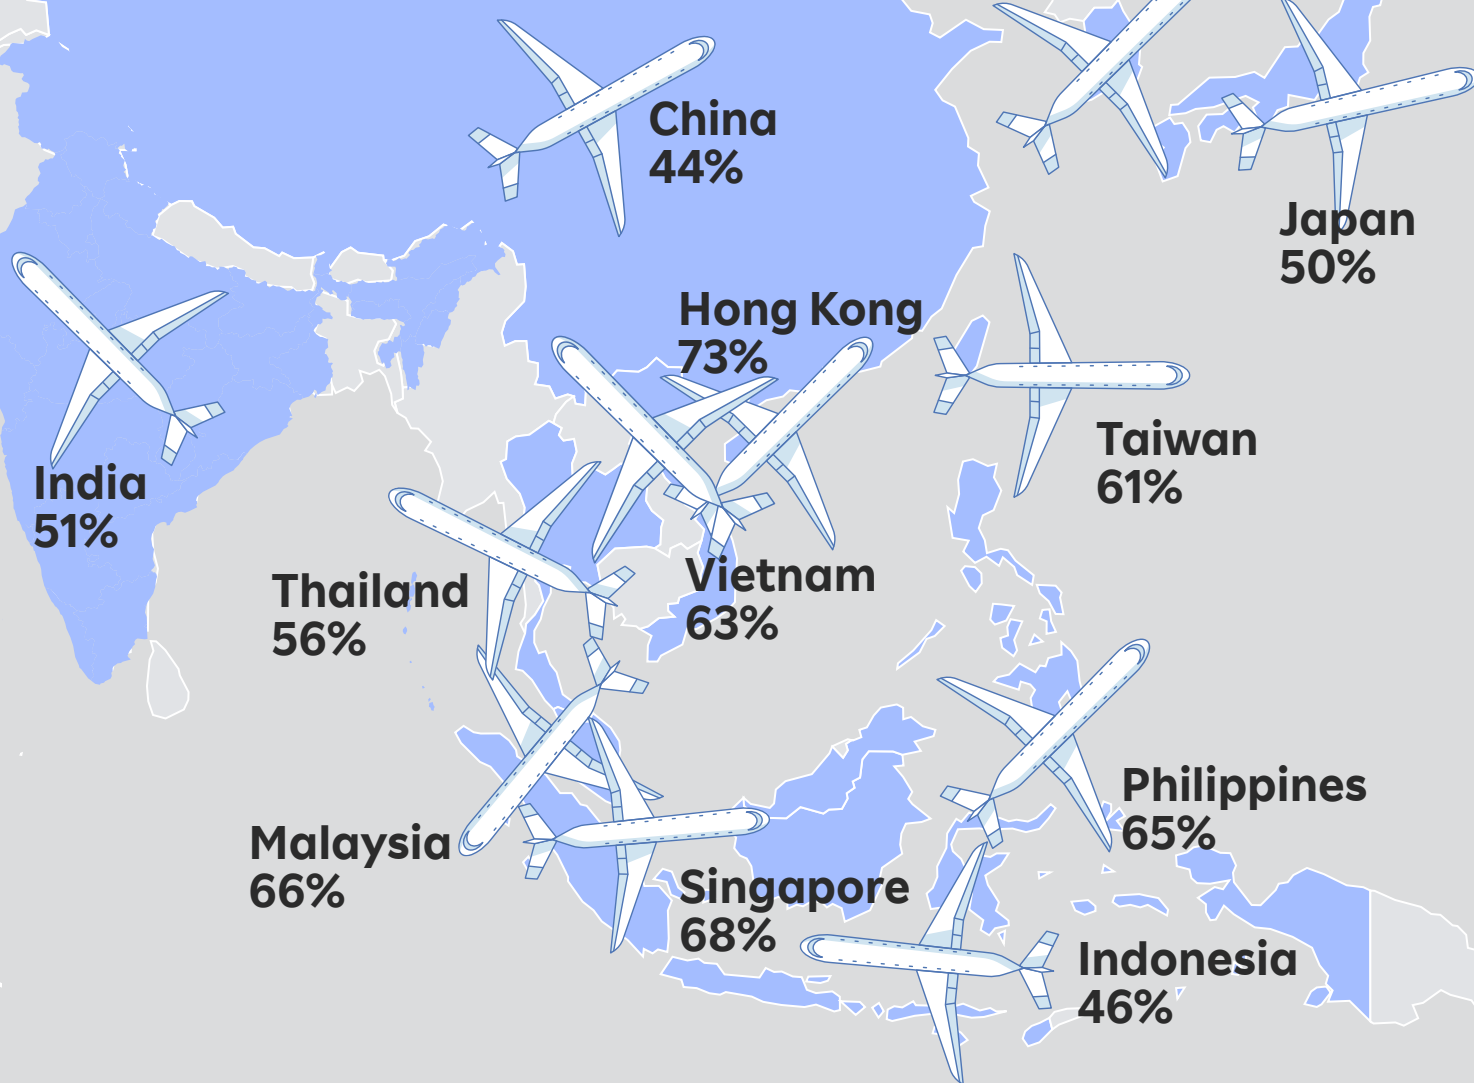 China
44%
Japan
50%
Hong Kong
73%
Taiwan
61%
India
51%
Thailand
56%
Vietnam
63%
Philippines
65%
Malaysia
66%
Singapore
68%
Indonesia
46%